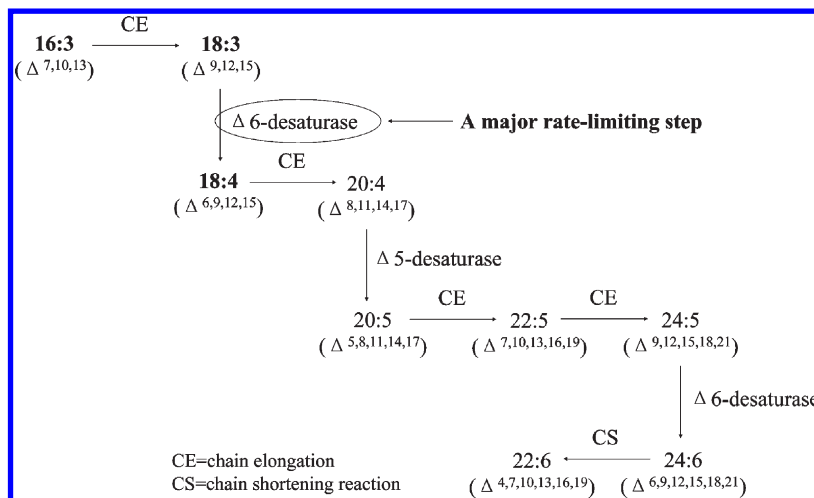 CE
16:3 18:3
(Δ7,10,13) (Δ9,12,15)
Δ 6-desaturase A major rate-limiting step
CE
18:4 20:4
(Δ6,9,12,15) (Δ8,11,14,17)
Δ 5-desaturase
CE CE
20:5 22:5 24:5
(Δ5,8,11,14,17) (Δ7,10,13,16,19) (Δ9,12,15,18,21)
Δ 6-desaturase
CS
CE=chain elongation 22:6 24:6
CS=chain shortening reaction (Δ4,7,10,13,16,19) (Δ6,9,12,15,18,21)